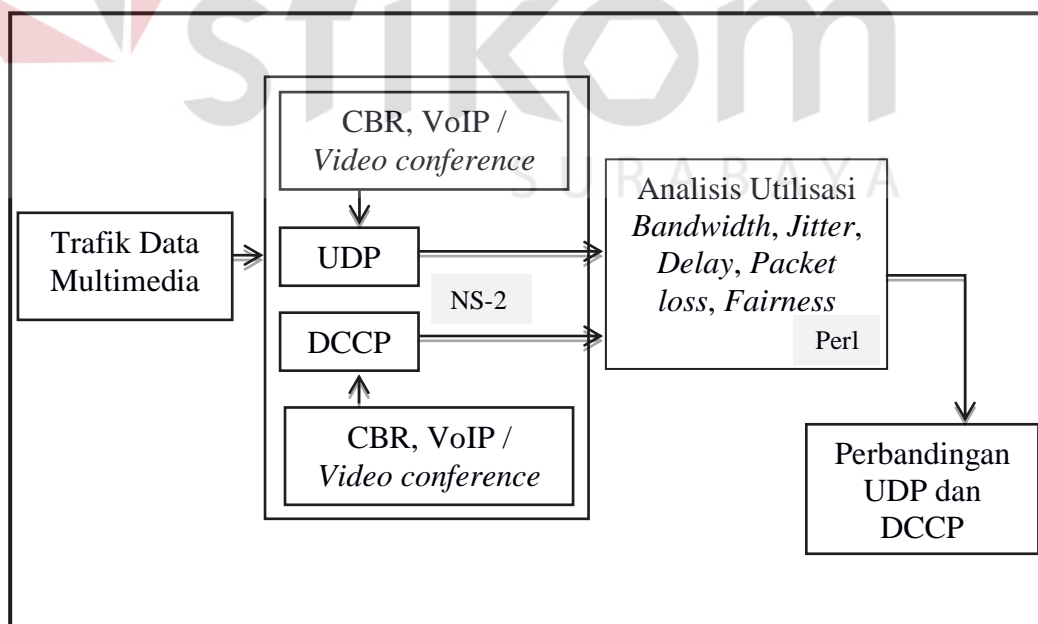 STIKOM
SURABAYA
CBR, VoIP /
Video conference
Trafik Data
Multimedia
UDP
NS-2
DCCP
CBR, VoIP /
Video conference
Analisis Utilisasi
Bandwidth, Jitter,
Delay, Packet
loss, Fairness
Perl
Perbandingan
UDP dan
DCCP